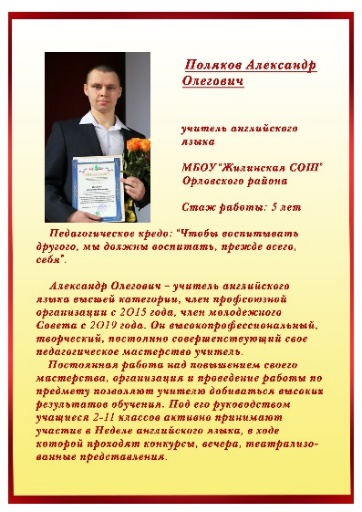 Поляков Александр
Олегович
учитель английского
языка
МБОУ "Жилинская СОШ"
Орловского района
Стаж работы: 5 лет
Педагогическое кредо: "Чтобы воспитывать
другого, мы должны воспитать, прежде всего,
себя".
Александр Олегович – учитель английского
языка высшей категории, член профсоюзной
организации с 2015 года, член молодежного
Совета с 2019 года. Он высокопрофессиональный,
творческий, постоянно совершенствующий свое
педагогическое мастерство учитель.
Постоянная работа над повышением своего
мастерства, организация и проведение работы по
предмету позволяют учителю добиваться высоких
результатов обучения. Под его руководством
учащиеся 2-11 классов активно принимают
участие в Неделе английского языка, в ходе
которой проходят конкурсы, вечера, театрализо-
ванные представления.